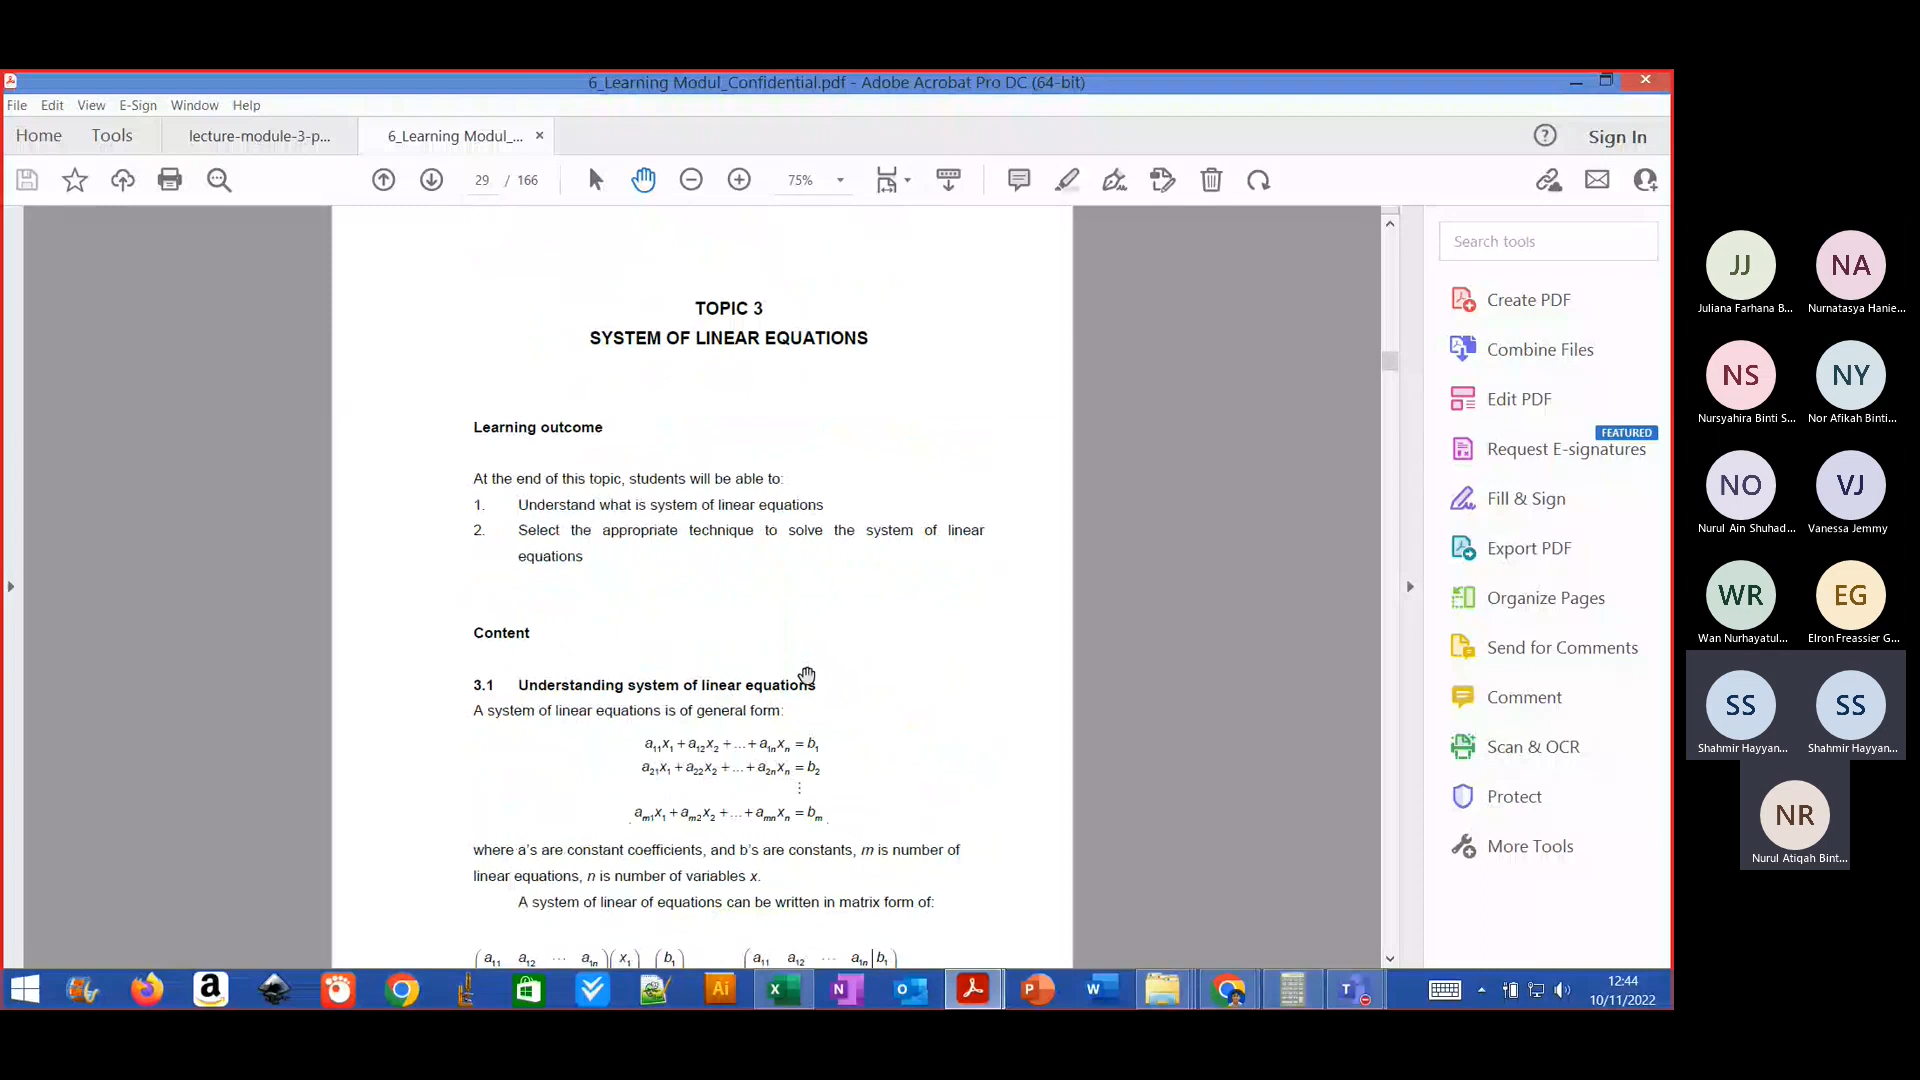 6_Learning Modul_Confidential.pdf - Adobe Acrobat Pro DC (64-bit)
File Edit View E-Sign Window Help
Home Tools lecture-module-3-p... 6_Learning Modul_... × Sign In
29 / 166 75%
Search tools
TOPIC 3
SYSTEM OF LINEAR EQUATIONS
Learning outcome
At the end of this topic, students will be able to:
1. Understand what is system of linear equations
2. Select the appropriate technique to solve the system of linear
equations
Content
3.1 Understanding system of linear equations
A system of linear equations is of general form:
a₁₁x₁ + a₁₂x₂ + ... + a₁ₙxₙ = b₁
a₂₁x₁ + a₂₂x₂ + ... + a₂ₙxₙ = b₂
⋮
aₘ₁x₁ + aₘ₂x₂ + ... + aₘₙxₙ = bₘ
where a's are constant coefficients, and b's are constants, m is number of
linear equations, n is number of variables x.
A system of linear of equations can be written in matrix form of:
a₁₁ a₁₂ ⋯ a₁ₙ x₁ b₁ a₁₁ a₁₂ ⋯ a₁ₙ b₁
Create PDF
Combine Files
Edit PDF
FEATURED
Request E-signatures
Fill & Sign
Export PDF
Organize Pages
Send for Comments
Comment
Scan & OCR
Protect
More Tools
JJ NA
Juliana Farhana B... Nurnatasya Hanie...
NS NY
Nursyahira Binti S... Nor Afikah Binti...
NO VJ
Nurul Ain Shuhad... Vanessa Jemmy
WR EG
Wan Nurhayatul... Elron Freassier G...
SS SS
Shahmir Hayyan... Shahmir Hayyan...
NR
Nurul Atiqah Bint...
12:44
10/11/2022